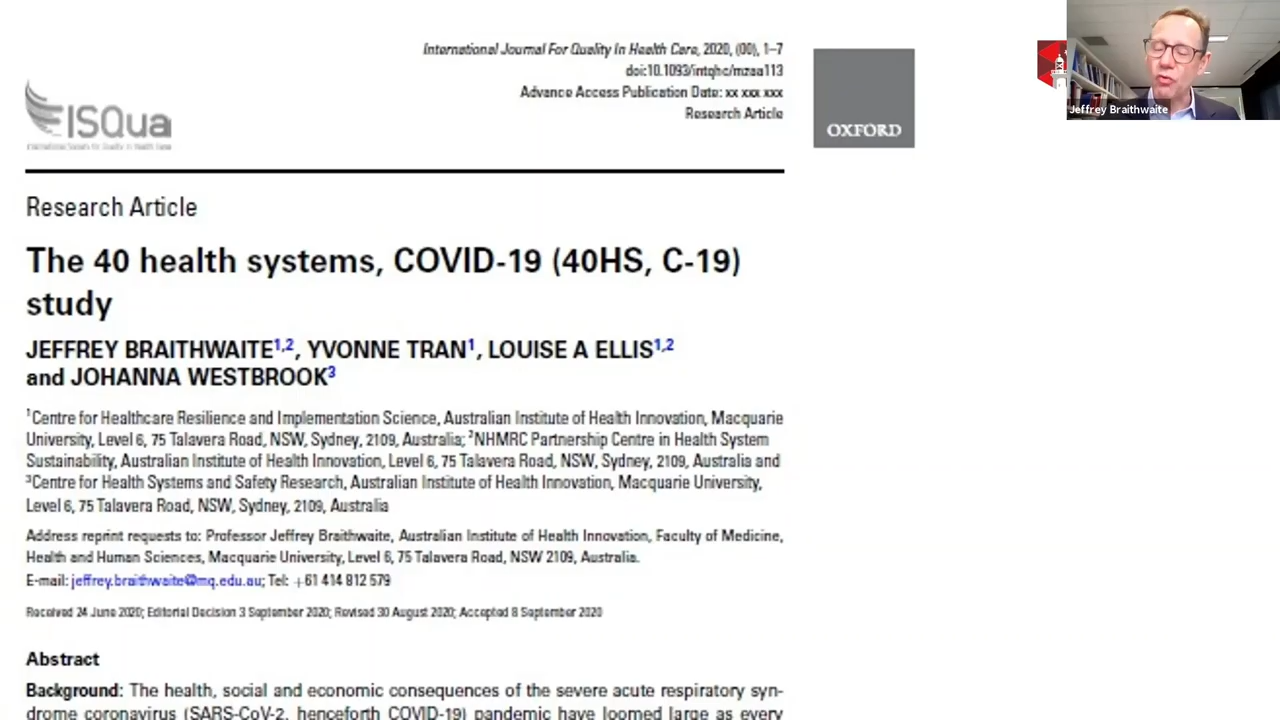 International Journal For Quality In Health Care, 2020, (00), 1–7
doi:10.1093/intqhc/mzaa113
Advance Access Publication Date: xx xxx xxx
Research Article
ISQua
International Society for Quality in Health Care
OXFORD
Jeffrey Braithwaite
Research Article
The 40 health systems, COVID-19 (40HS, C-19)
study
JEFFREY BRAITHWAITE1,2, YVONNE TRAN1, LOUISE A ELLIS1,2
and JOHANNA WESTBROOK3
1Centre for Healthcare Resilience and Implementation Science, Australian Institute of Health Innovation, Macquarie
University, Level 6, 75 Talavera Road, NSW, Sydney, 2109, Australia; 2NHMRC Partnership Centre in Health System
Sustainability, Australian Institute of Health Innovation, Level 6, 75 Talavera Road, NSW, Sydney, 2109, Australia and
3Centre for Health Systems and Safety Research, Australian Institute of Health Innovation, Macquarie University,
Level 6, 75 Talavera Road, NSW, Sydney, 2109, Australia
Address reprint requests to: Professor Jeffrey Braithwaite, Australian Institute of Health Innovation, Faculty of Medicine,
Health and Human Sciences, Macquarie University, Level 6, 75 Talavera Road, NSW 2109, Australia.
E-mail: jeffrey.braithwaite@mq.edu.au; Tel: +61 414 812 579
Received 24 June 2020; Editorial Decision 3 September 2020; Revised 30 August 2020; Accepted 8 September 2020
Abstract
Background: The health, social and economic consequences of the severe acute respiratory syn-
drome coronavirus (SARS-CoV-2, henceforth COVID-19) pandemic have loomed large as every